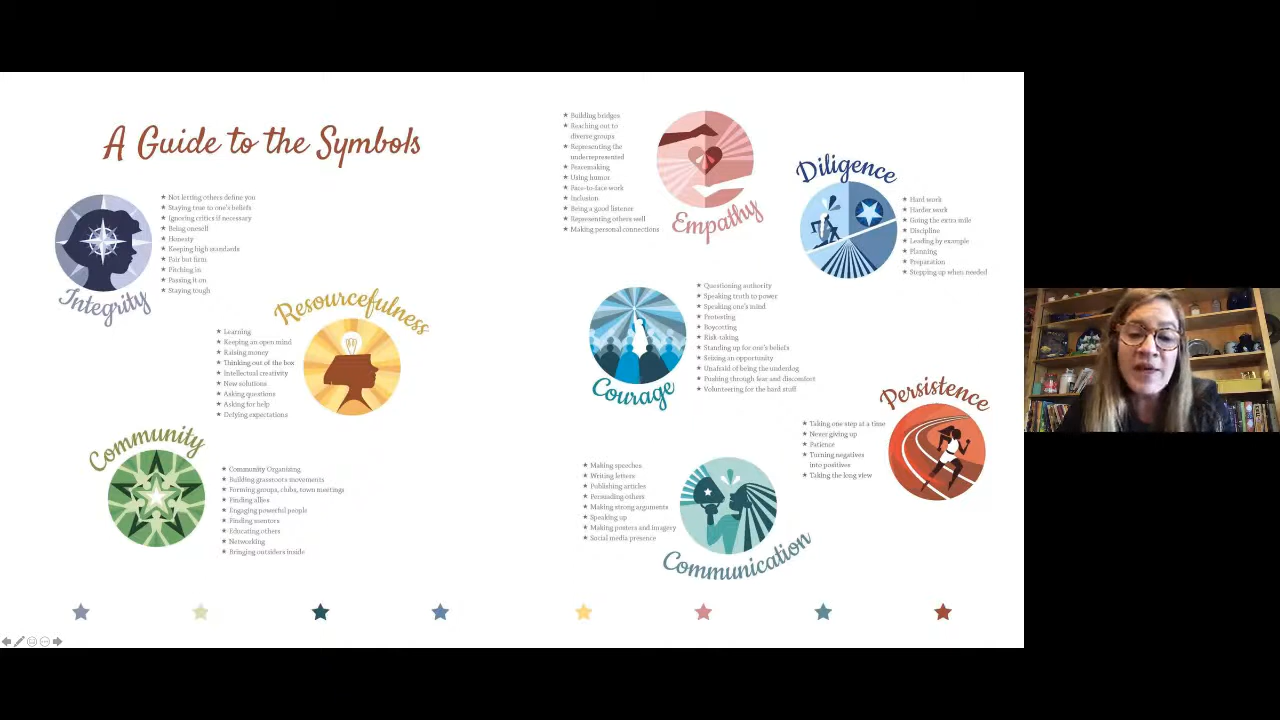 A Guide to the Symbols
Integrity
★ Not letting others define you
★ Staying true to one's beliefs
★ Ignoring critics if necessary
★ Being oneself
★ Honesty
★ Keeping high standards
★ Fair but firm
★ Pitching in
★ Passing it on
★ Staying tough
Resourcefulness
★ Learning
★ Keeping an open mind
★ Raising money
★ Thinking out of the box
★ Intellectual creativity
★ New solutions
★ Asking questions
★ Asking for help
★ Defying expectations
Community
★ Community Organizing
★ Building grassroots movements
★ Forming groups, clubs, town meetings
★ Finding allies
★ Engaging powerful people
★ Finding mentors
★ Educating others
★ Networking
★ Bringing outsiders inside
★ Building bridges
★ Reaching out to
diverse groups
★ Representing the
underrepresented
★ Peacemaking
★ Using humor
★ Face-to-face work
★ Inclusion
★ Being a good listener
★ Representing others well
★ Making personal connections
Empathy
Diligence
★ Hard work
★ Harder work
★ Going the extra mile
★ Discipline
★ Leading by example
★ Planning
★ Preparation
★ Stepping up when needed
Courage
★ Questioning authority
★ Speaking truth to power
★ Speaking one's mind
★ Protesting
★ Boycotting
★ Risk-taking
★ Standing up for one's beliefs
★ Seizing an opportunity
★ Unafraid of being the underdog
★ Pushing through fear and discomfort
★ Volunteering for the hard stuff
Persistence
★ Taking one step at a time
★ Never giving up
★ Patience
★ Turning negatives
into positives
★ Taking the long view
★ Making speeches
★ Writing letters
★ Publishing articles
★ Persuading others
★ Making strong arguments
★ Speaking up
★ Making posters and imagery
★ Social media presence
Communication